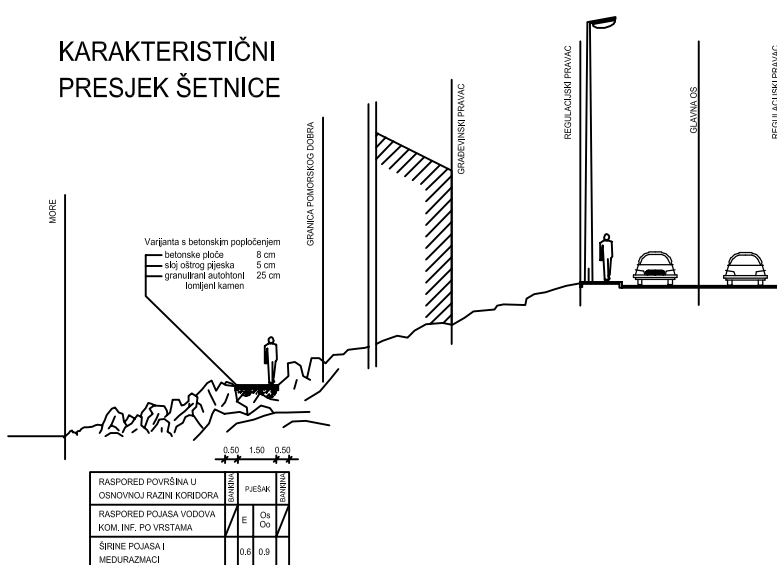 KARAKTERISTIČNI
PRESJEK ŠETNICE
MORE
GRANICA POMORSKOG DOBRA
GRAĐEVINSKI PRAVAC
REGULACIJSKI PRAVAC
GLAVNA OS
REGULACIJSKI PRAVAC
Varijanta s betonskim popločenjem
betonske ploče 8 cm
sloj oštrog pijeska 5 cm
granulirani autohtoni 25 cm
lomljeni kamen
0.50 1.50 0.50
RASPORED POVRŠINA U
OSNOVNOJ RAZINI KORIDORA
BANKINA
PJEŠAK
BANKINA
RASPORED POJASA VODOVA
KOM. INF. PO VRSTAMA
E
Os
Oo
ŠIRINE POJASA I
MEĐURAZMACI
0.6 0.9